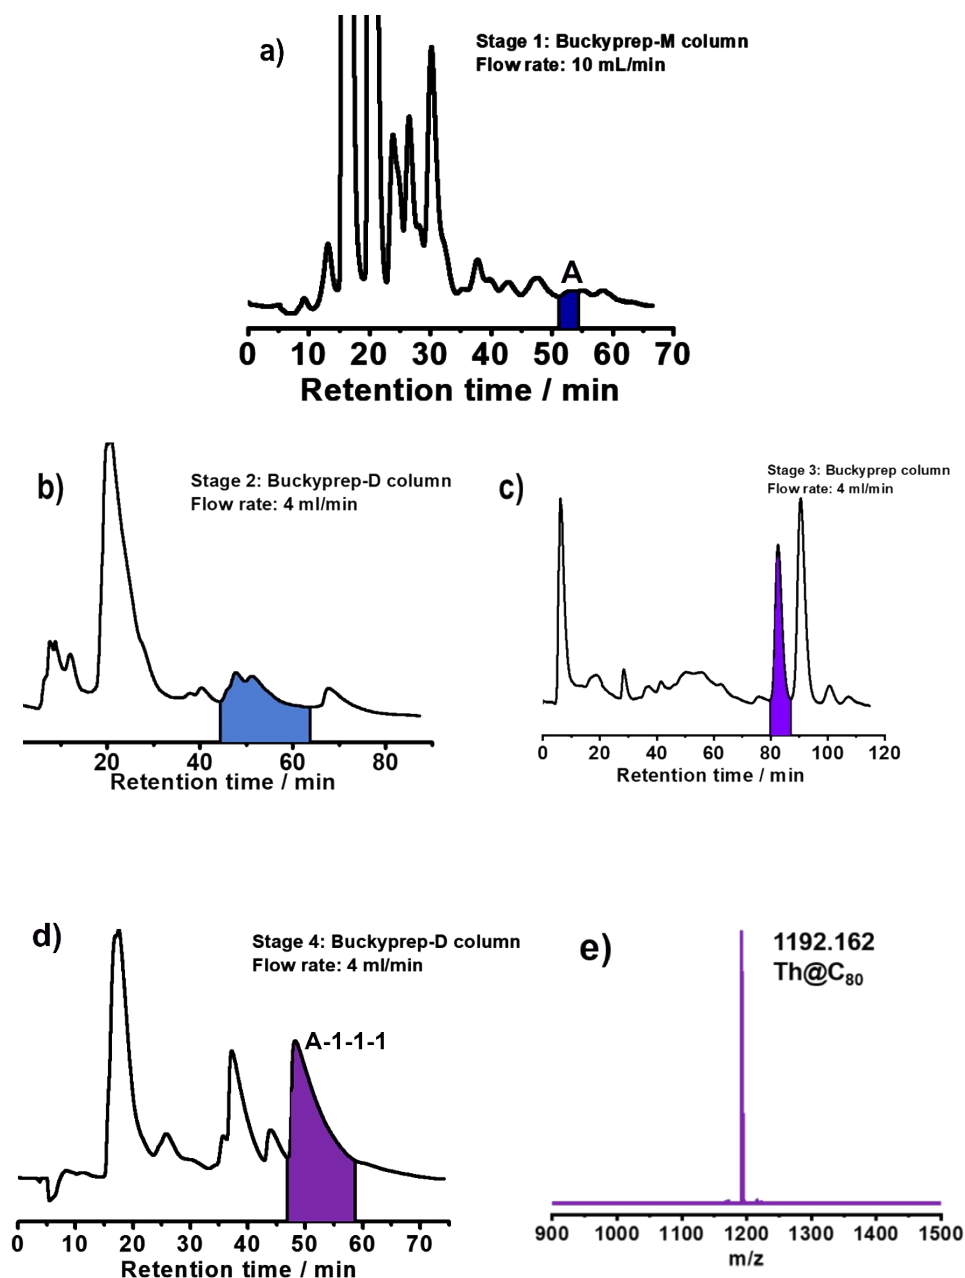 a)
Stage 1: Buckyprep-M column
Flow rate: 10 mL/min
A
0 10 20 30 40 50 60 70
Retention time / min
b)
Stage 2: Buckyprep-D column
Flow rate: 4 ml/min
20 40 60 80
Retention time / min
c)
Stage 3: Buckyprep column
Flow rate: 4 ml/min
0 20 40 60 80 100 120
Retention time / min
d)
Stage 4: Buckyprep-D column
Flow rate: 4 ml/min
A-1-1-1
0 10 20 30 40 50 60 70
Retention time / min
e)
1192.162
Th@C₈₀
900 1000 1100 1200 1300 1400 1500
m/z